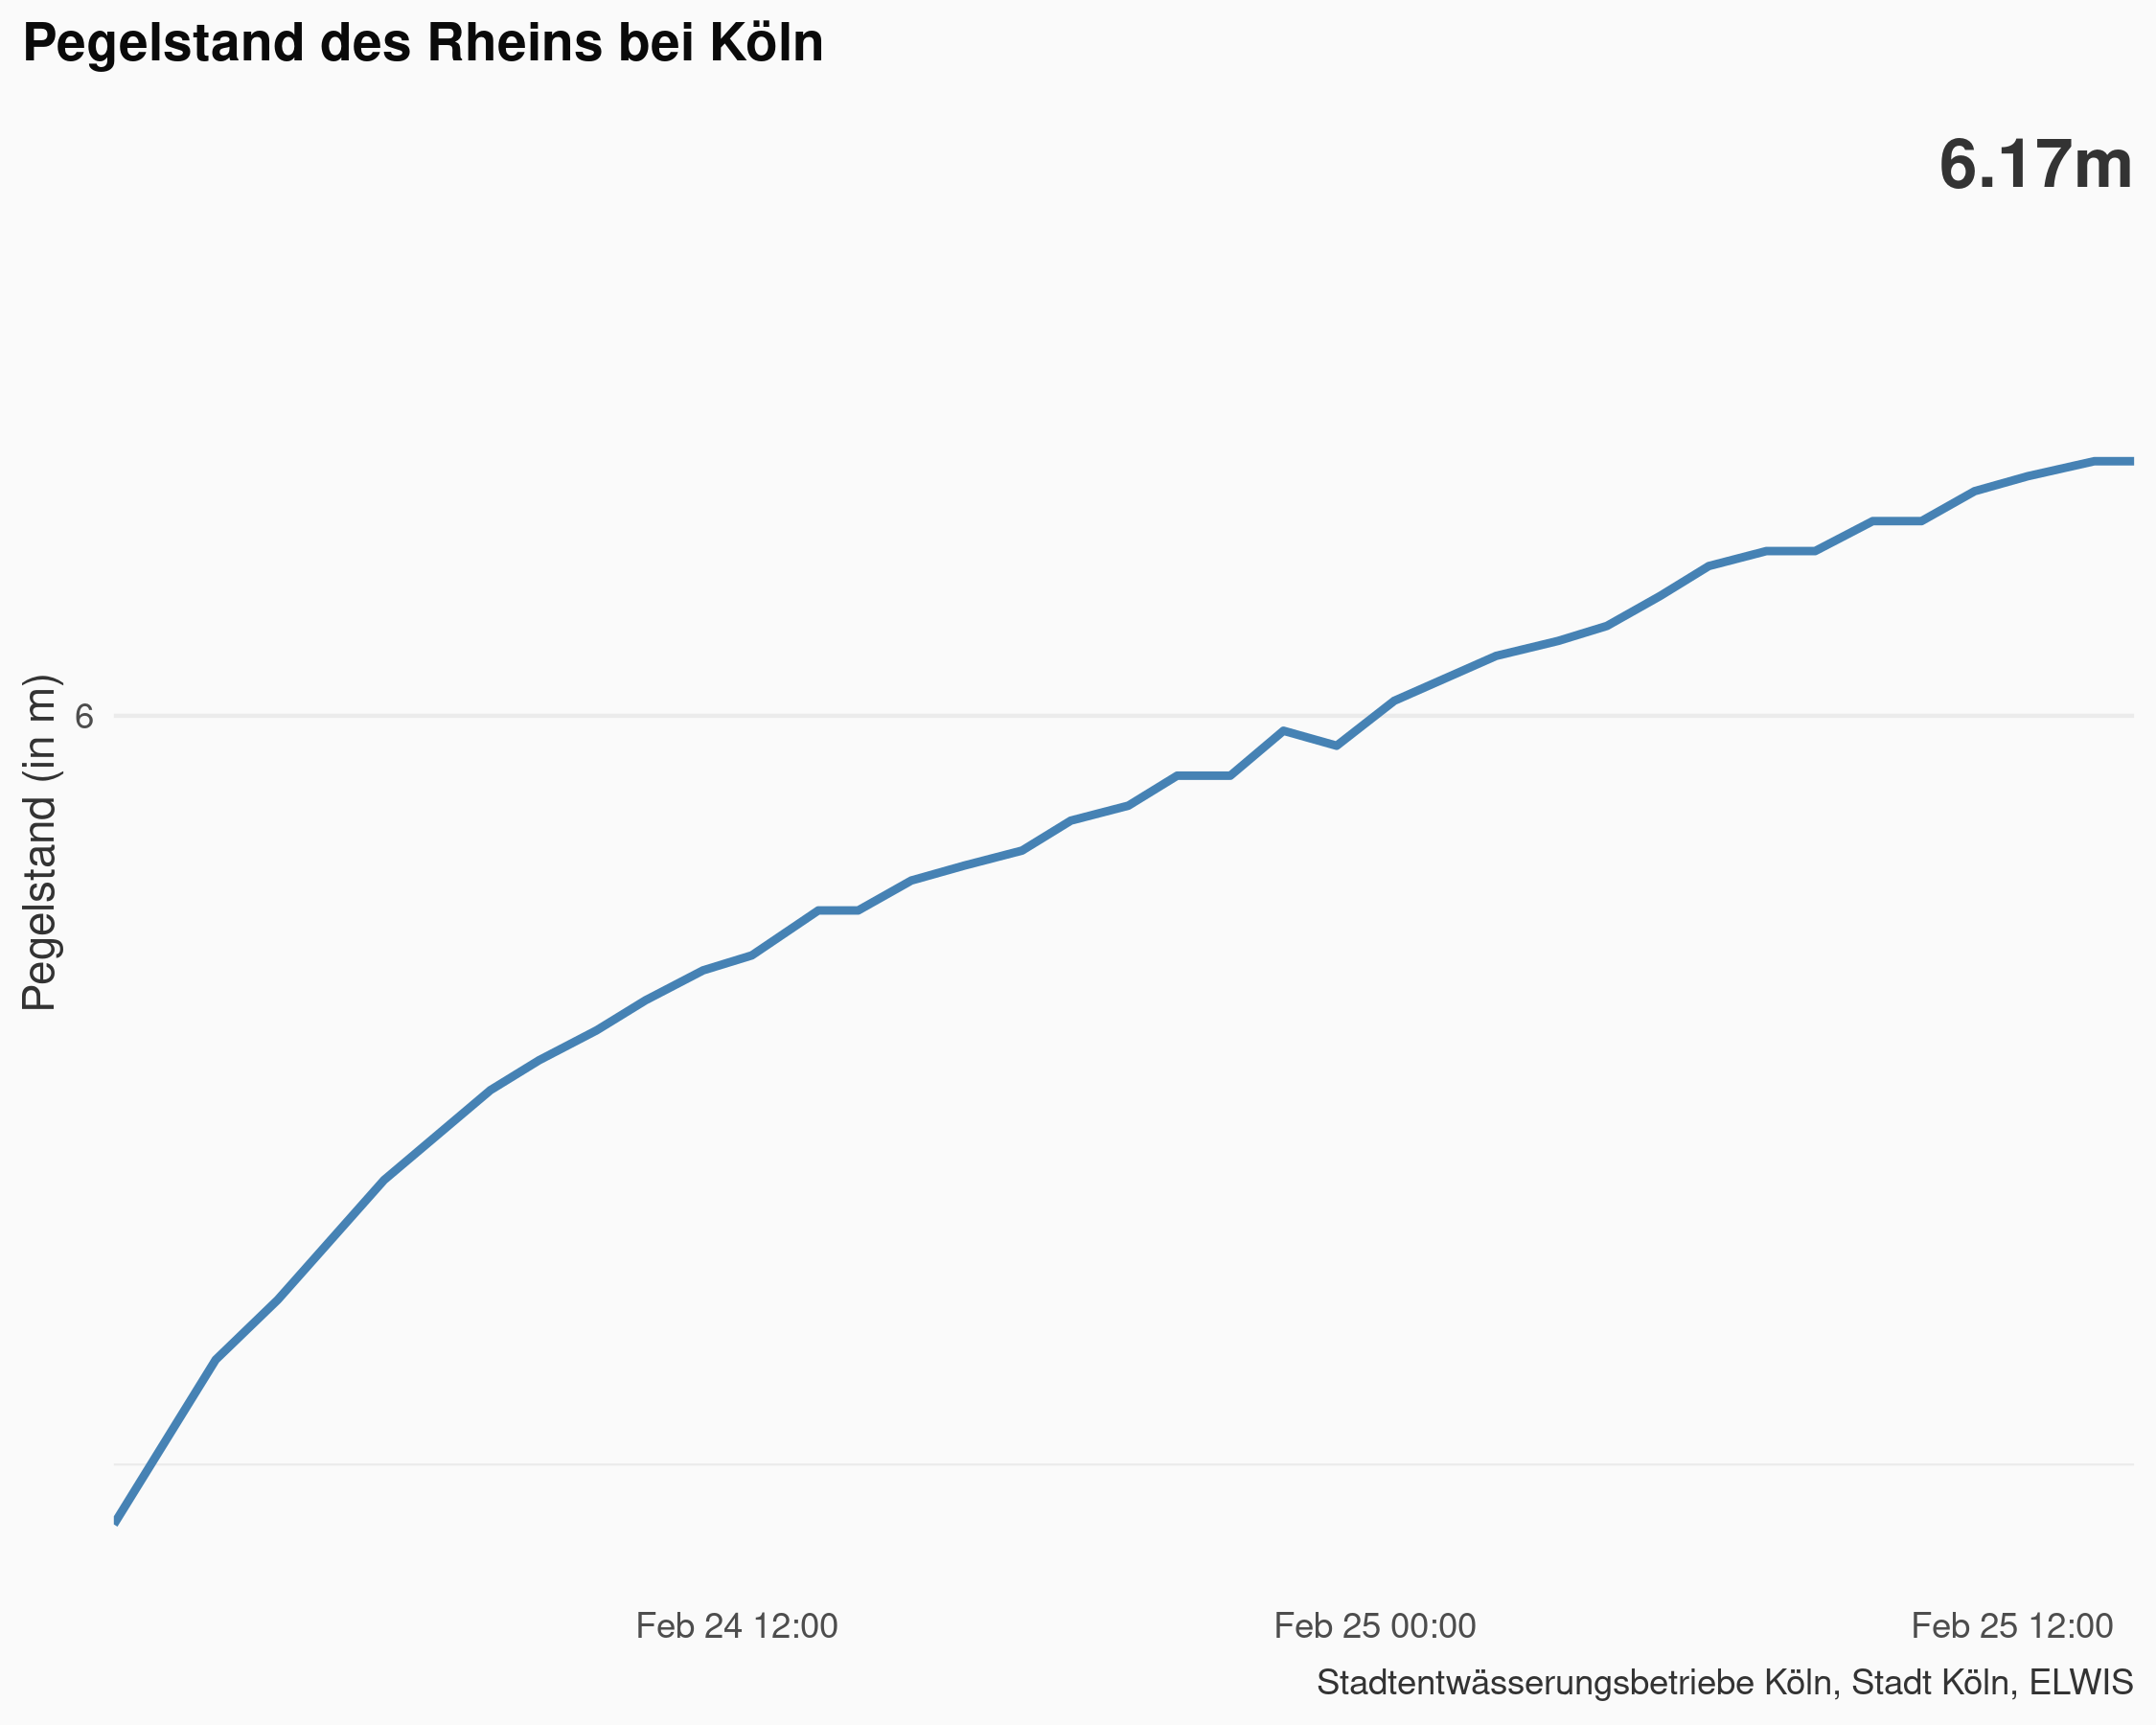 Pegelstand des Rheins bei Köln
6.17m
Pegelstand (in m)
6
Feb 24 12:00
Feb 25 00:00
Feb 25 12:00
Stadtentwässerungsbetriebe Köln, Stadt Köln, ELWIS